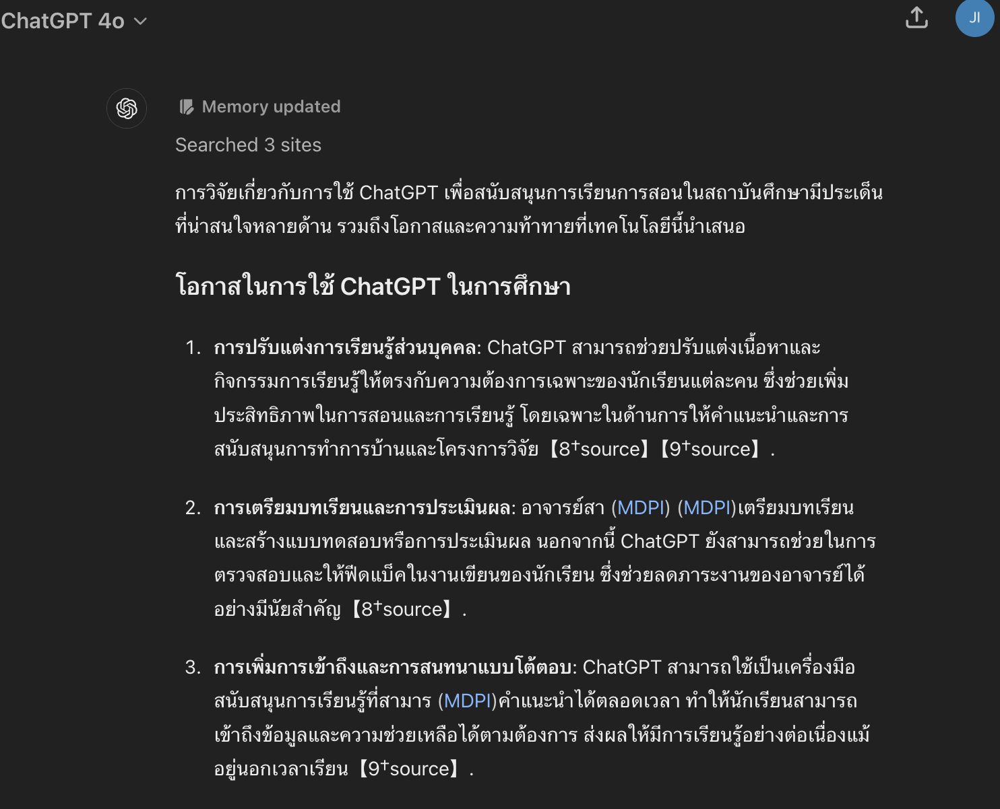 ChatGPT 4o
JI
Memory updated
Searched 3 sites
การวิจัยเกี่ยวกับการใช้ ChatGPT เพื่อสนับสนุนการเรียนการสอนในสถาบันศึกษามีประเด็น
ที่น่าสนใจหลายด้าน รวมถึงโอกาสและความท้าทายที่เทคโนโลยีนี้นำเสนอ
โอกาสในการใช้ ChatGPT ในการศึกษา
1. การปรับแต่งการเรียนรู้ส่วนบุคคล: ChatGPT สามารถช่วยปรับแต่งเนื้อหาและ
กิจกรรมการเรียนรู้ให้ตรงกับความต้องการเฉพาะของนักเรียนแต่ละคน ซึ่งช่วยเพิ่ม
ประสิทธิภาพในการสอนและการเรียนรู้ โดยเฉพาะในด้านการให้คำแนะนำและการ
สนับสนุนการทำการบ้านและโครงการวิจัย【8†source】【9†source】.
2. การเตรียมบทเรียนและการประเมินผล: อาจารย์สา (MDPI) (MDPI)เตรียมบทเรียน
และสร้างแบบทดสอบหรือการประเมินผล นอกจากนี้ ChatGPT ยังสามารถช่วยในการ
ตรวจสอบและให้ฟีดแบ็คในงานเขียนของนักเรียน ซึ่งช่วยลดภาระงานของอาจารย์ได้
อย่างมีนัยสำคัญ【8†source】.
3. การเพิ่มการเข้าถึงและการสนทนาแบบโต้ตอบ: ChatGPT สามารถใช้เป็นเครื่องมือ
สนับสนุนการเรียนรู้ที่สามาร (MDPI)คำแนะนำได้ตลอดเวลา ทำให้นักเรียนสามารถ
เข้าถึงข้อมูลและความช่วยเหลือได้ตามต้องการ ส่งผลให้มีการเรียนรู้อย่างต่อเนื่องแม้
อยู่นอกเวลาเรียน【9†source】.